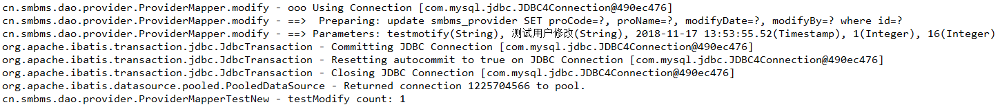 cn.smbms.dao.provider.ProviderMapper.modify - ooo Using Connection [com.mysql.jdbc.JDBC4Connection@490ec476]
cn.smbms.dao.provider.ProviderMapper.modify - ==>  Preparing: update smbms_provider SET proCode=?, proName=?, modifyDate=?, modifyBy=? where id=?
cn.smbms.dao.provider.ProviderMapper.modify - ==> Parameters: testmotify(String), 测试用户修改(String), 2018-11-17 13:53:55.52(Timestamp), 1(Integer), 16(Integer)
org.apache.ibatis.transaction.jdbc.JdbcTransaction - Committing JDBC Connection [com.mysql.jdbc.JDBC4Connection@490ec476]
org.apache.ibatis.transaction.jdbc.JdbcTransaction - Resetting autocommit to true on JDBC Connection [com.mysql.jdbc.JDBC4Connection@490ec476]
org.apache.ibatis.transaction.jdbc.JdbcTransaction - Closing JDBC Connection [com.mysql.jdbc.JDBC4Connection@490ec476]
org.apache.ibatis.datasource.pooled.PooledDataSource - Returned connection 1225704566 to pool.
cn.smbms.dao.provider.ProviderMapperTestNew - testModify count: 1